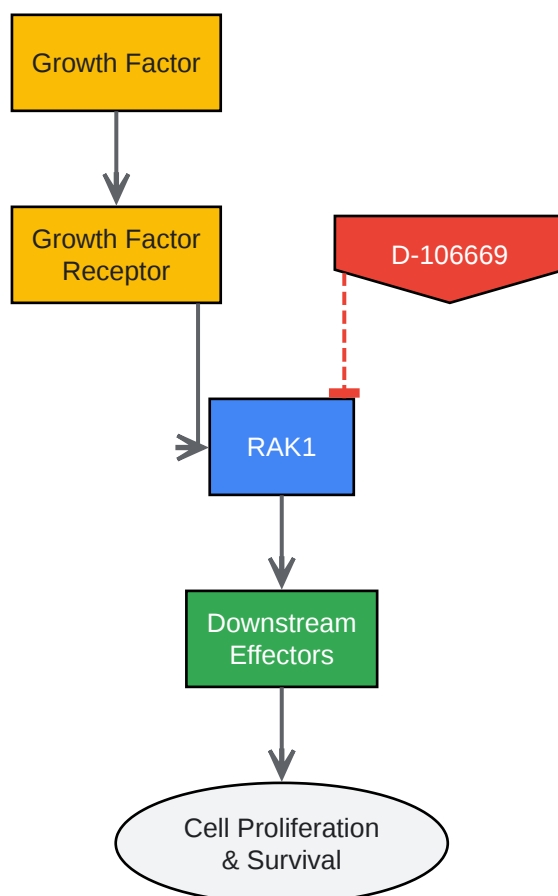 Growth Factor
Growth Factor
Receptor
D-106669
RAK1
Downstream
Effectors
Cell Proliferation
& Survival